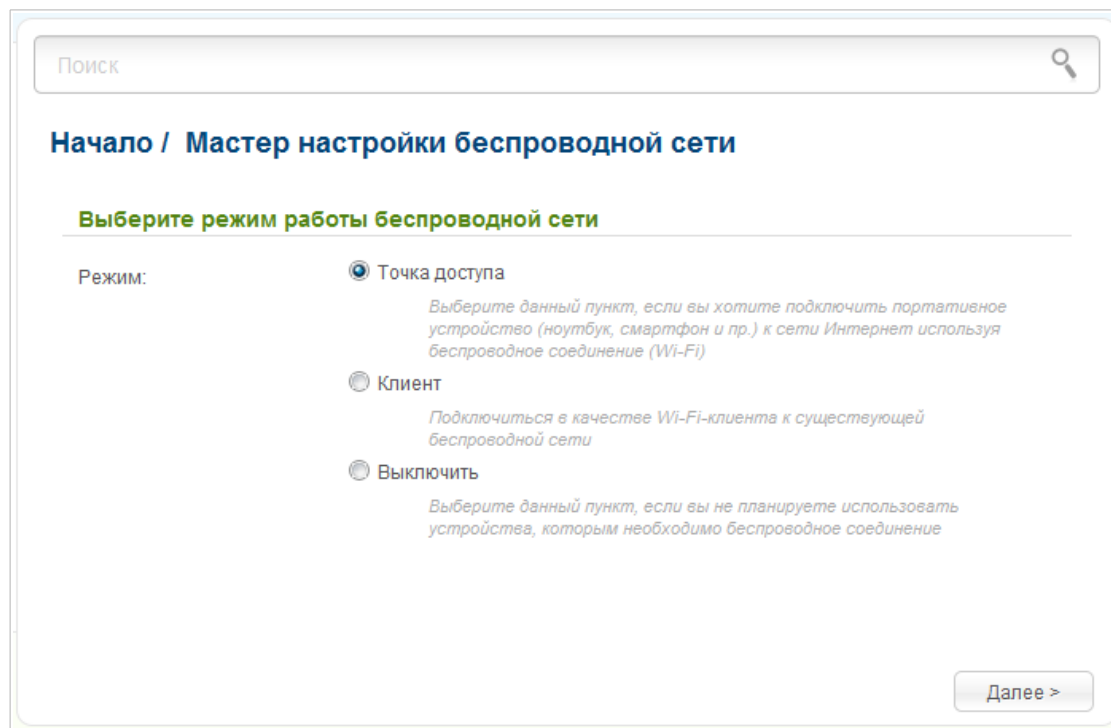 Поиск
Начало / Мастер настройки беспроводной сети
Выберите режим работы беспроводной сети
Режим:
Точка доступа
Выберите данный пункт, если вы хотите подключить портативное
устройство (ноутбук, смартфон и пр.) к сети Интернет используя
беспроводное соединение (Wi-Fi)
Клиент
Подключиться в качестве Wi-Fi-клиента к существующей
беспроводной сети
Выключить
Выберите данный пункт, если вы не планируете использовать
устройства, которым необходимо беспроводное соединение
Далее >